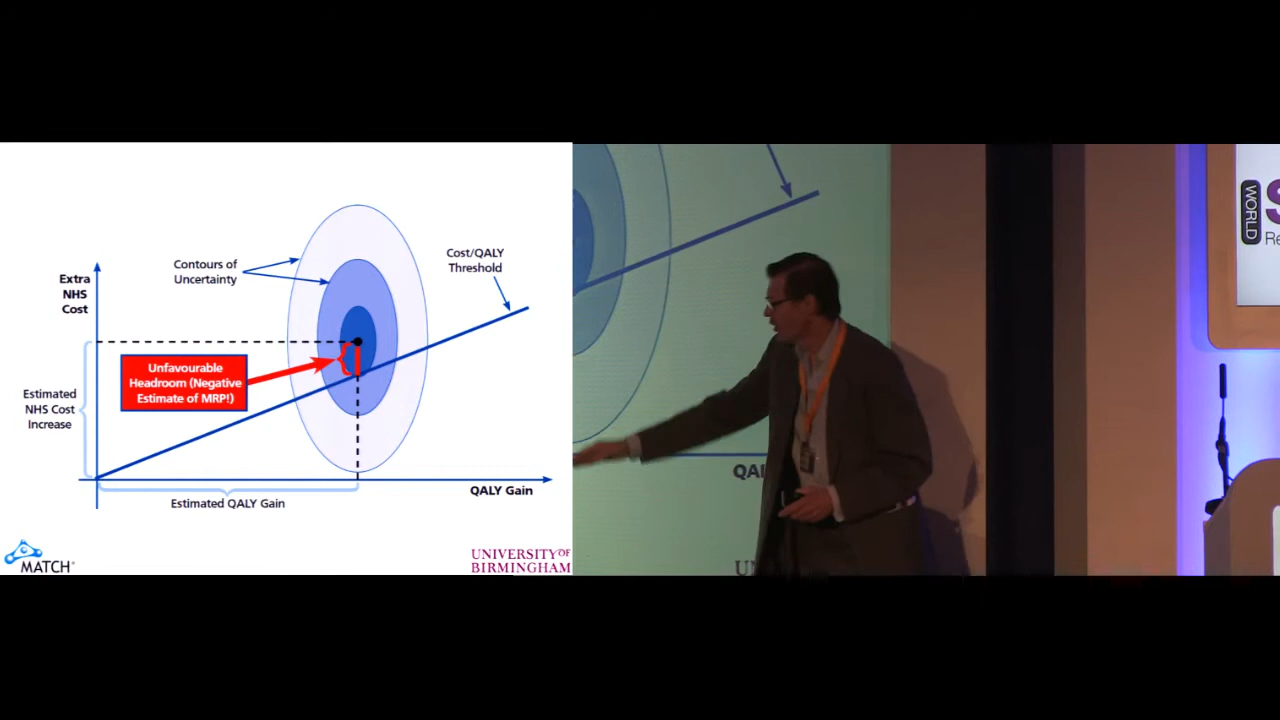 Contours of
Uncertainty
Cost/QALY
Threshold
Extra
NHS
Cost
Unfavourable
Headroom (Negative
Estimate of MRP!)
Estimated
NHS Cost
Increase
QALY Gain
Estimated QALY Gain
MATCH
UNIVERSITY OF
BIRMINGHAM
WORLD